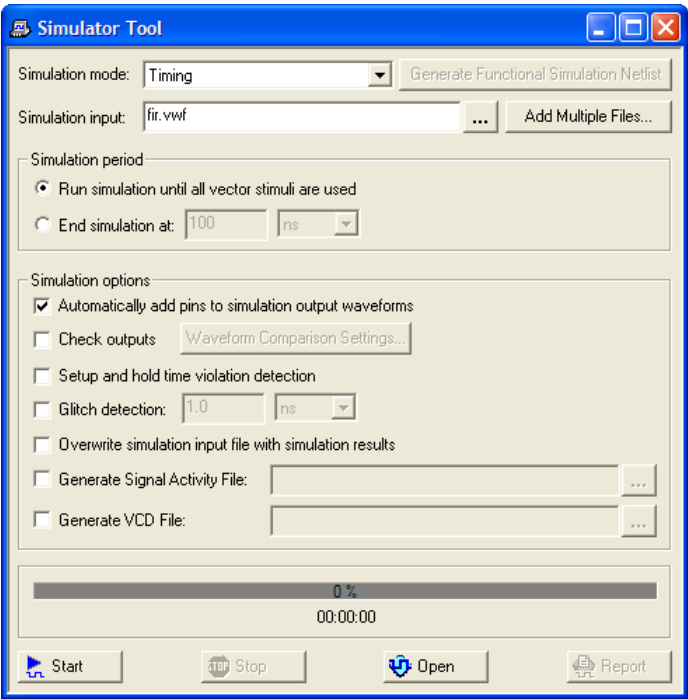 Simulator Tool
Simulation mode: Timing Generate Functional Simulation Netlist
Simulation input: fir.vwf ... Add Multiple Files...
Simulation period
Run simulation until all vector stimuli are used
End simulation at: 100 ns
Simulation options
Automatically add pins to simulation output waveforms
Check outputs Waveform Comparison Settings...
Setup and hold time violation detection
Glitch detection: 1.0 ns
Overwrite simulation input file with simulation results
Generate Signal Activity File: ...
Generate VCD File: ...
0 %
00:00:00
Start STOP Stop Open Report